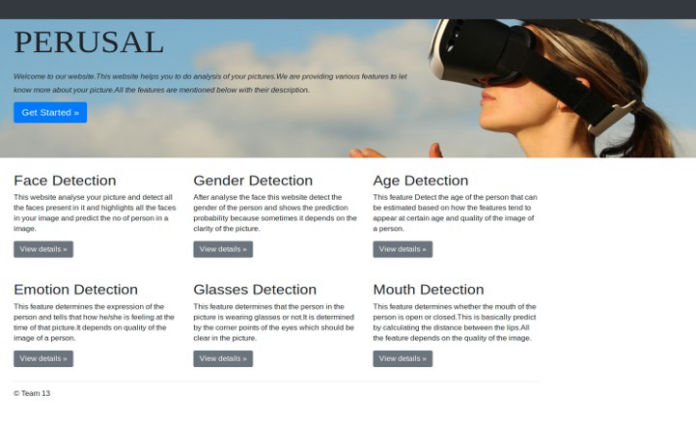 PERUSAL
Welcome to our website.This website helps you to do analysis of your pictures.We are providing various features to let
know more about your picture.All the features are mentioned below with their description.
Get Started »
Face Detection
This website analyse your picture and detect all
the faces present in it and highlights all the faces
in your image and predict the no of person in a
image.
View details »
Gender Detection
After analyse the face this website detect the
gender of the person and shows the prediction
probability because sometimes it depends on the
clarity of the picture.
View details »
Age Detection
This feature Detect the age of the person that can
be estimated based on how the features tend to
appear at certain age and quality of the image of
a person.
View details »
Emotion Detection
This feature determines the expression of the
person and tells that how he/she is feeling at the
time of that picture.It depends on quality of the
image of a person.
View details »
Glasses Detection
This feature determines that the person in the
picture is wearing glasses or not.It is determined
by the corner points of the eyes which should be
clear in the picture.
View details »
Mouth Detection
This feature determines whether the mouth of the
person is open or closed.This is basically predict
by calculating the distance between the lips.All
the feature depends on the quality of the image.
View details »
© Team 13